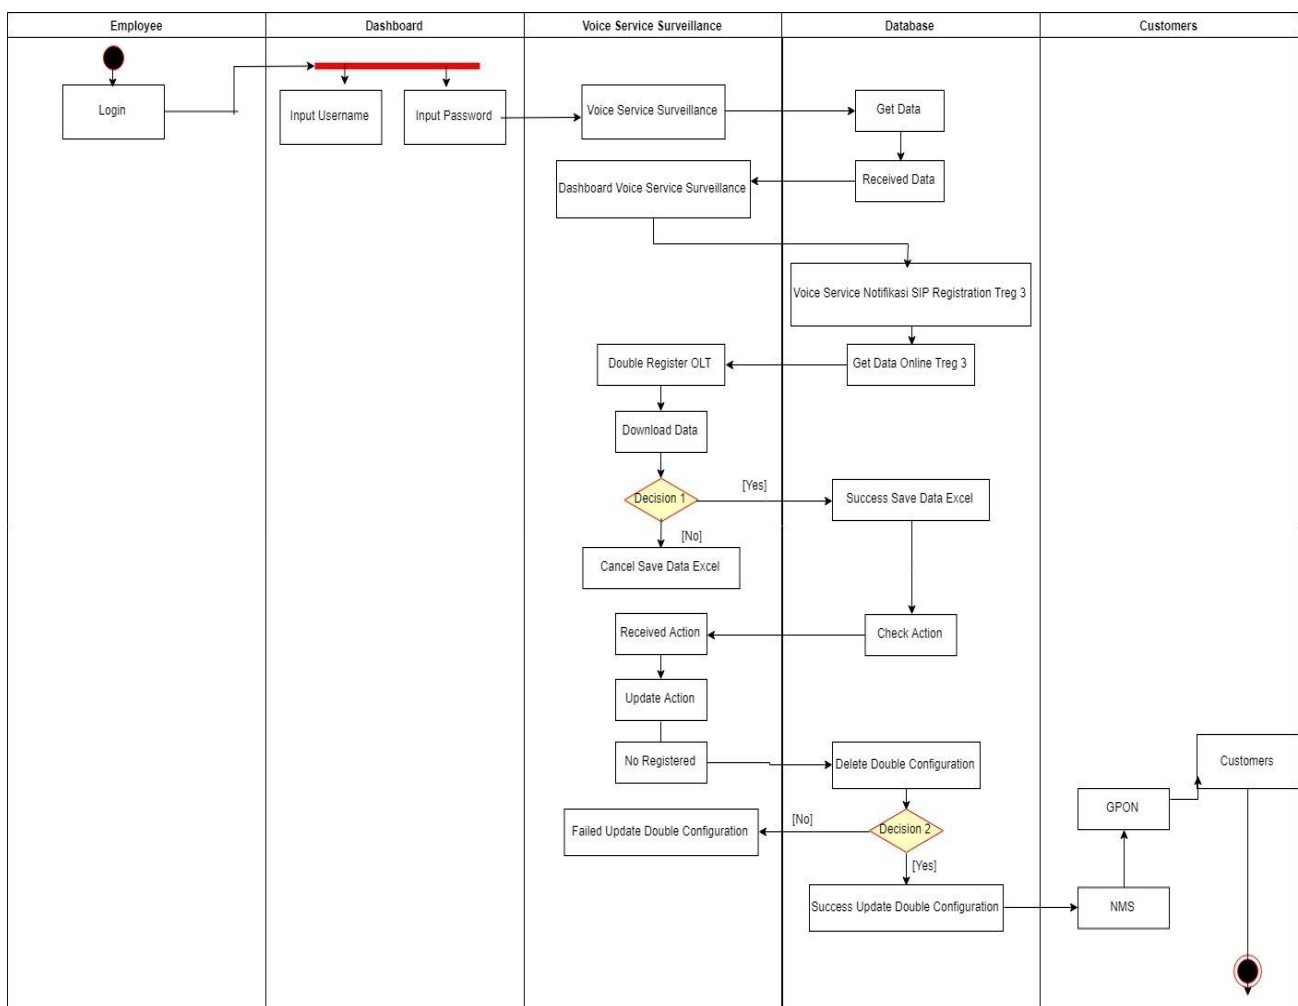 Employee
Dashboard
Voice Service Surveillance
Database
Customers
Login
Input Username
Input Password
Voice Service Surveillance
Get Data
Dashboard Voice Service Surveillance
Received Data
Voice Service Notifikasi SIP Registration Treg 3
Double Register OLT
Get Data Online Treg 3
Download Data
Decision 1
[Yes]
Success Save Data Excel
[No]
Cancel Save Data Excel
Received Action
Check Action
Update Action
No Registered
Delete Double Configuration
Customers
GPON
Failed Update Double Configuration
[No]
Decision 2
[Yes]
Success Update Double Configuration
NMS